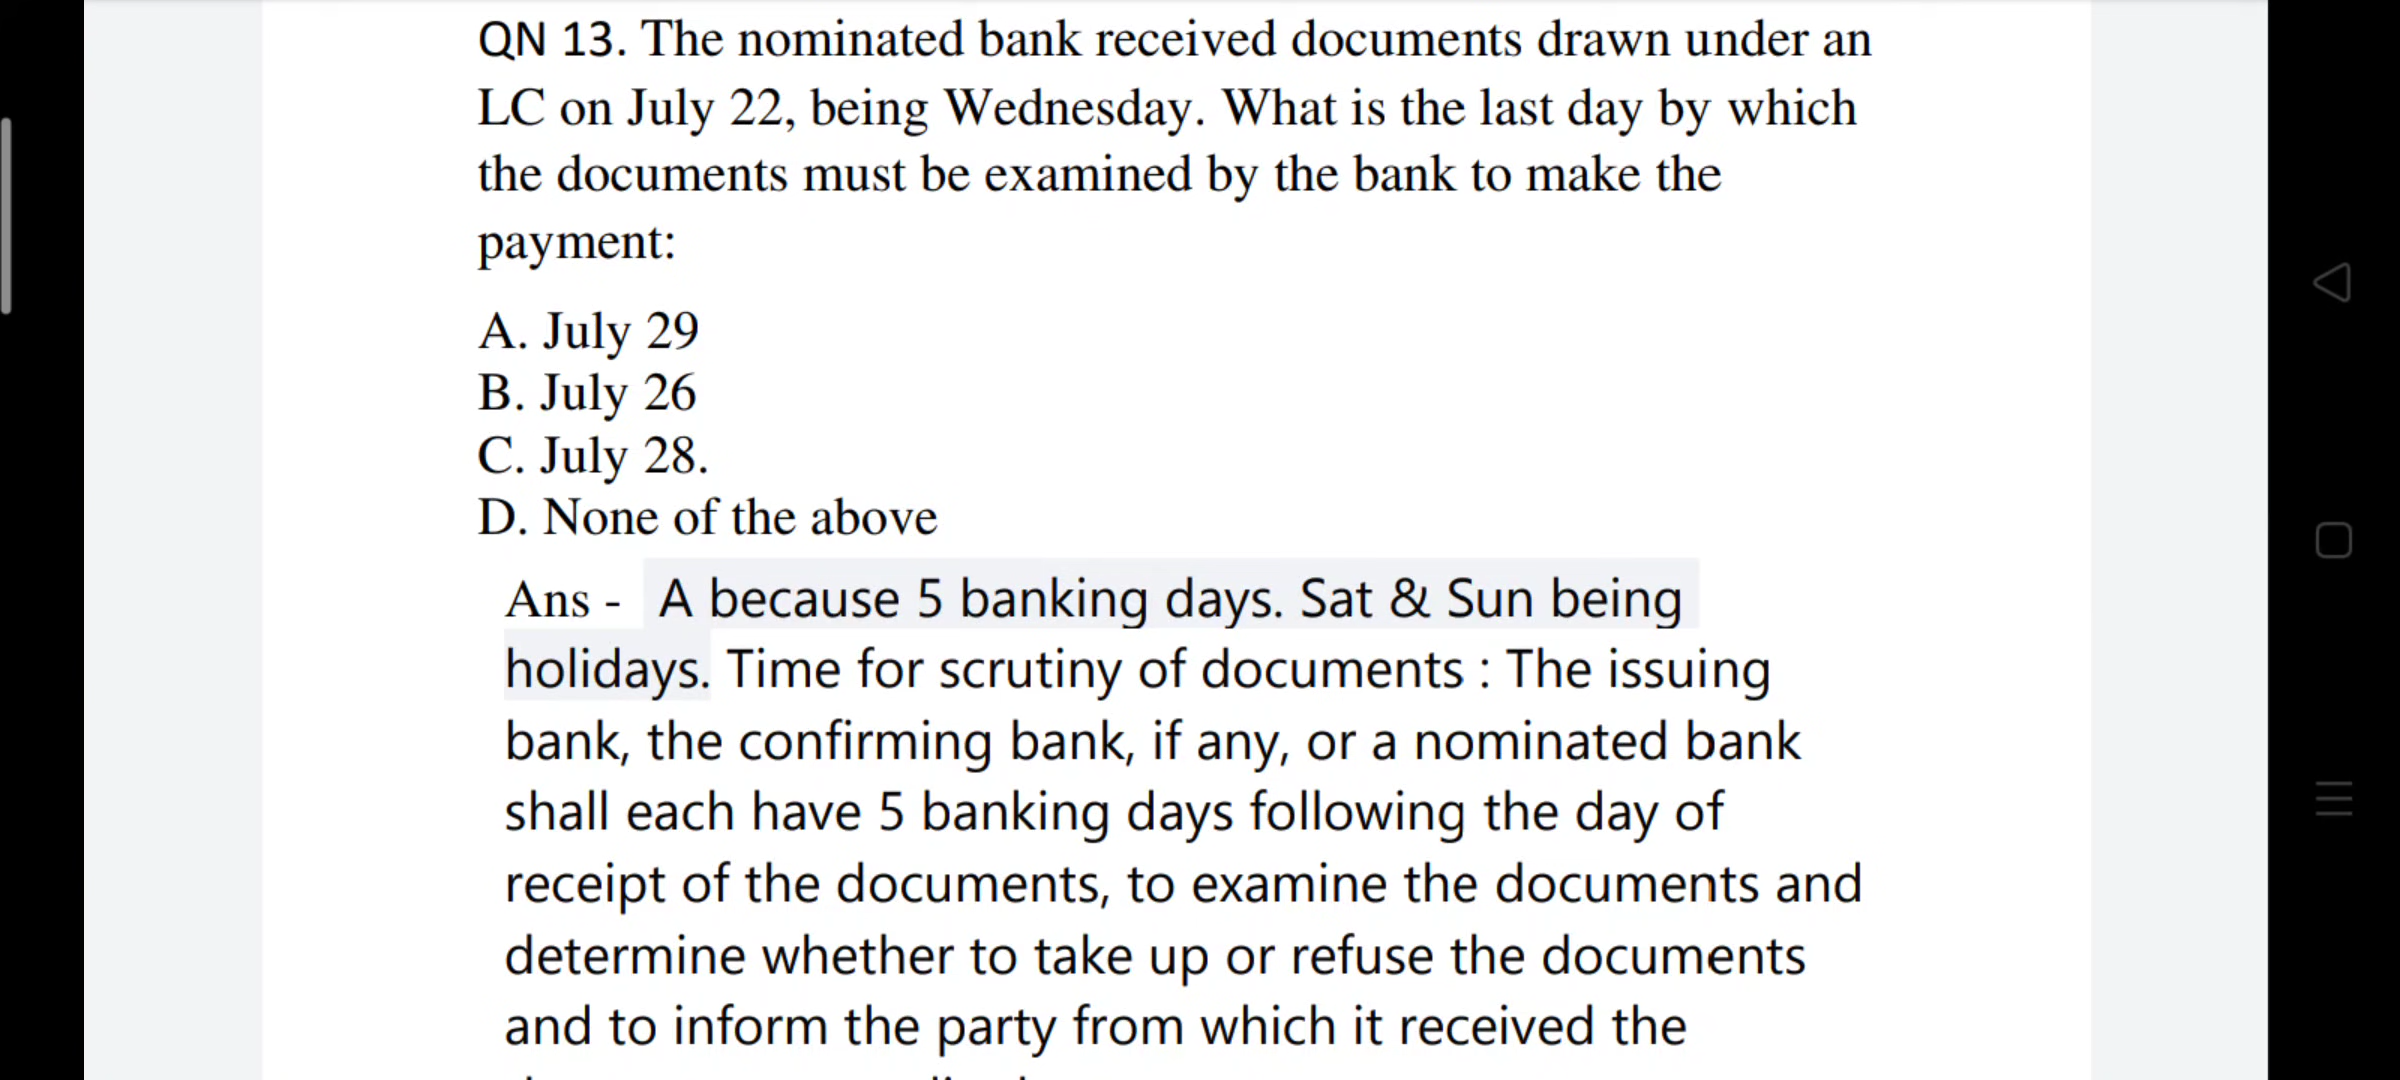 QN 13. The nominated bank received documents drawn under an
LC on July 22, being Wednesday. What is the last day by which
the documents must be examined by the bank to make the
payment:
A. July 29
B. July 26
C. July 28.
D. None of the above
Ans - A because 5 banking days. Sat & Sun being
holidays. Time for scrutiny of documents : The issuing
bank, the confirming bank, if any, or a nominated bank
shall each have 5 banking days following the day of
receipt of the documents, to examine the documents and
determine whether to take up or refuse the documents
and to inform the party from which it received the